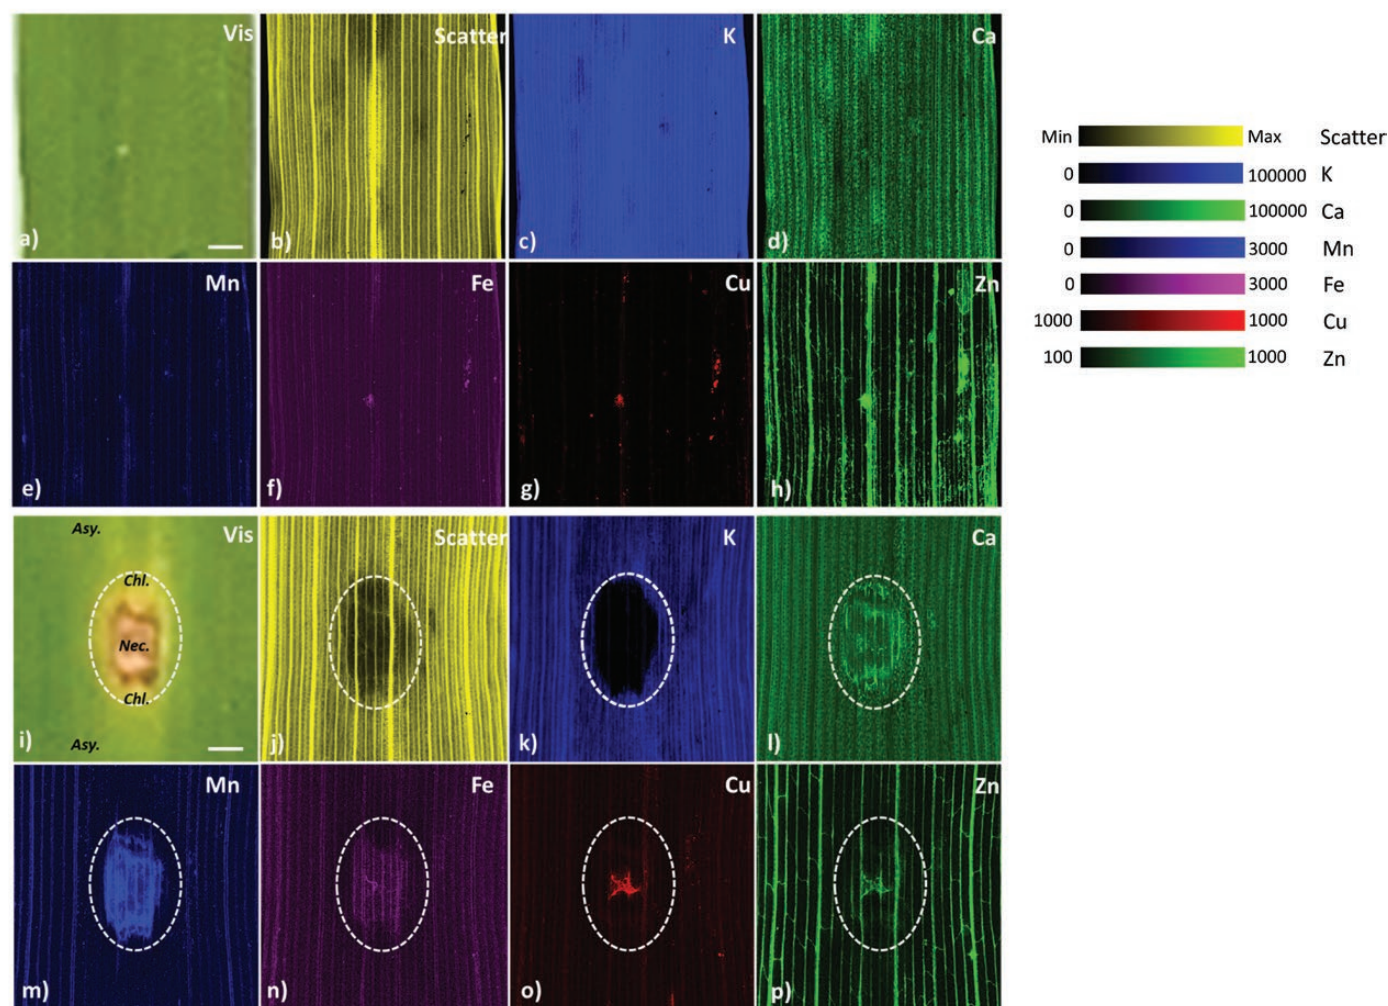 Vis
Scatter
K
Ca
a)
b)
c)
d)
Mn
Fe
Cu
Zn
e)
f)
g)
h)
Min
Max
Scatter
0
100000
K
0
100000
Ca
0
3000
Mn
0
3000
Fe
1000
1000
Cu
100
1000
Zn
Asy.
Vis
Scatter
K
Ca
Chl.
Nec.
Chl.
Asy.
i)
j)
k)
l)
Mn
Fe
Cu
Zn
m)
n)
o)
p)